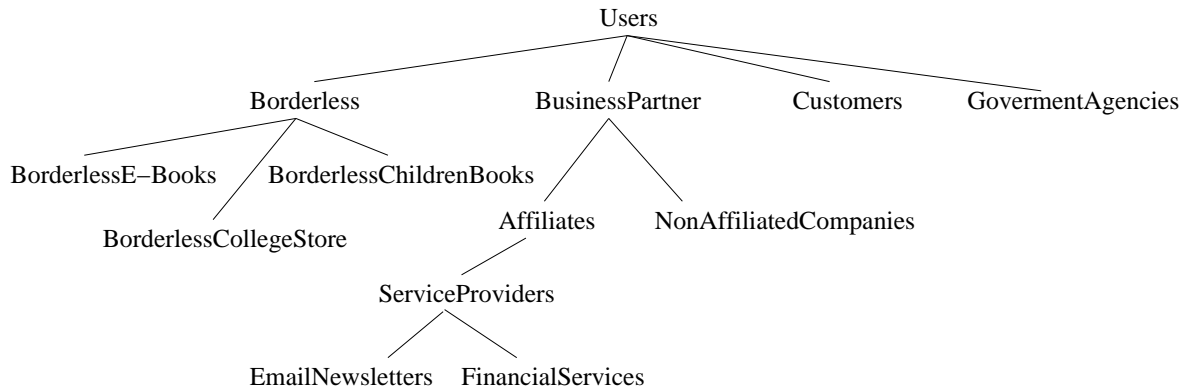 Users
Borderless BusinessPartner Customers GovermentAgencies
BorderlessE−Books BorderlessChildrenBooks
Affiliates NonAffiliatedCompanies
BorderlessCollegeStore
ServiceProviders
EmailNewsletters FinancialServices